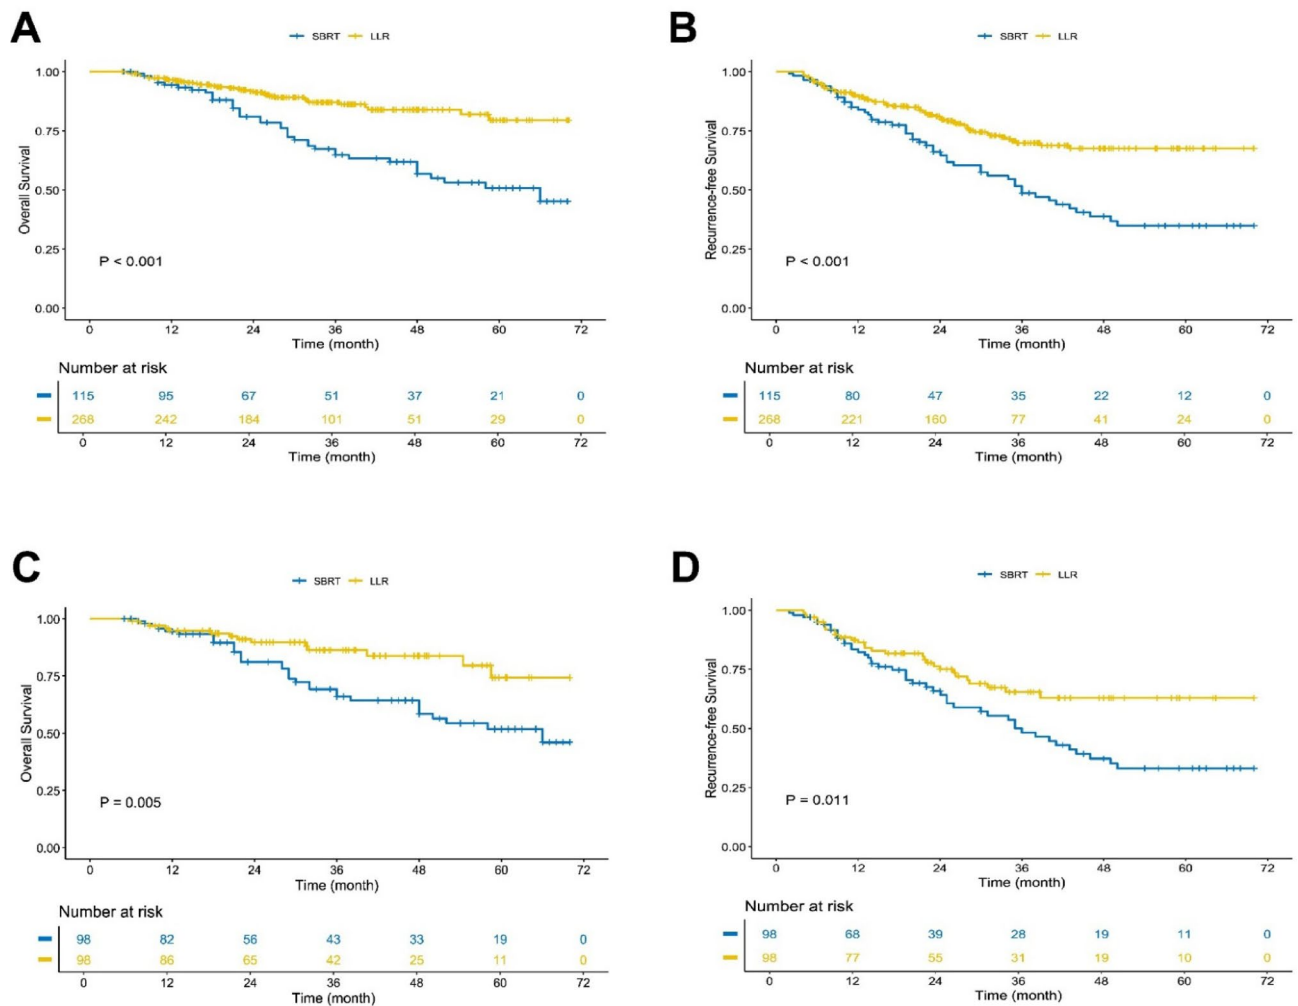 A
SBRT LLR
Overall Survival
1.00
0.75
0.50
0.25
0.00
P < 0.001
0 12 24 36 48 60 72
Time (month)
Number at risk
115 95 67 51 37 21 0
268 242 184 101 51 29 0
0 12 24 36 48 60 72
Time (month)
B
SBRT LLR
Recurrence-free Survival
1.00
0.75
0.50
0.25
0.00
P < 0.001
0 12 24 36 48 60 72
Time (month)
Number at risk
115 80 47 35 22 12 0
268 221 160 77 41 24 0
0 12 24 36 48 60 72
Time (month)
C
SBRT LLR
Overall Survival
1.00
0.75
0.50
0.25
0.00
P = 0.005
0 12 24 36 48 60 72
Time (month)
Number at risk
98 82 56 43 33 19 0
98 86 65 42 25 11 0
0 12 24 36 48 60 72
Time (month)
D
SBRT LLR
Recurrence-free Survival
1.00
0.75
0.50
0.25
0.00
P = 0.011
0 12 24 36 48 60 72
Time (month)
Number at risk
98 68 39 28 19 11 0
98 77 55 31 19 10 0
0 12 24 36 48 60 72
Time (month)